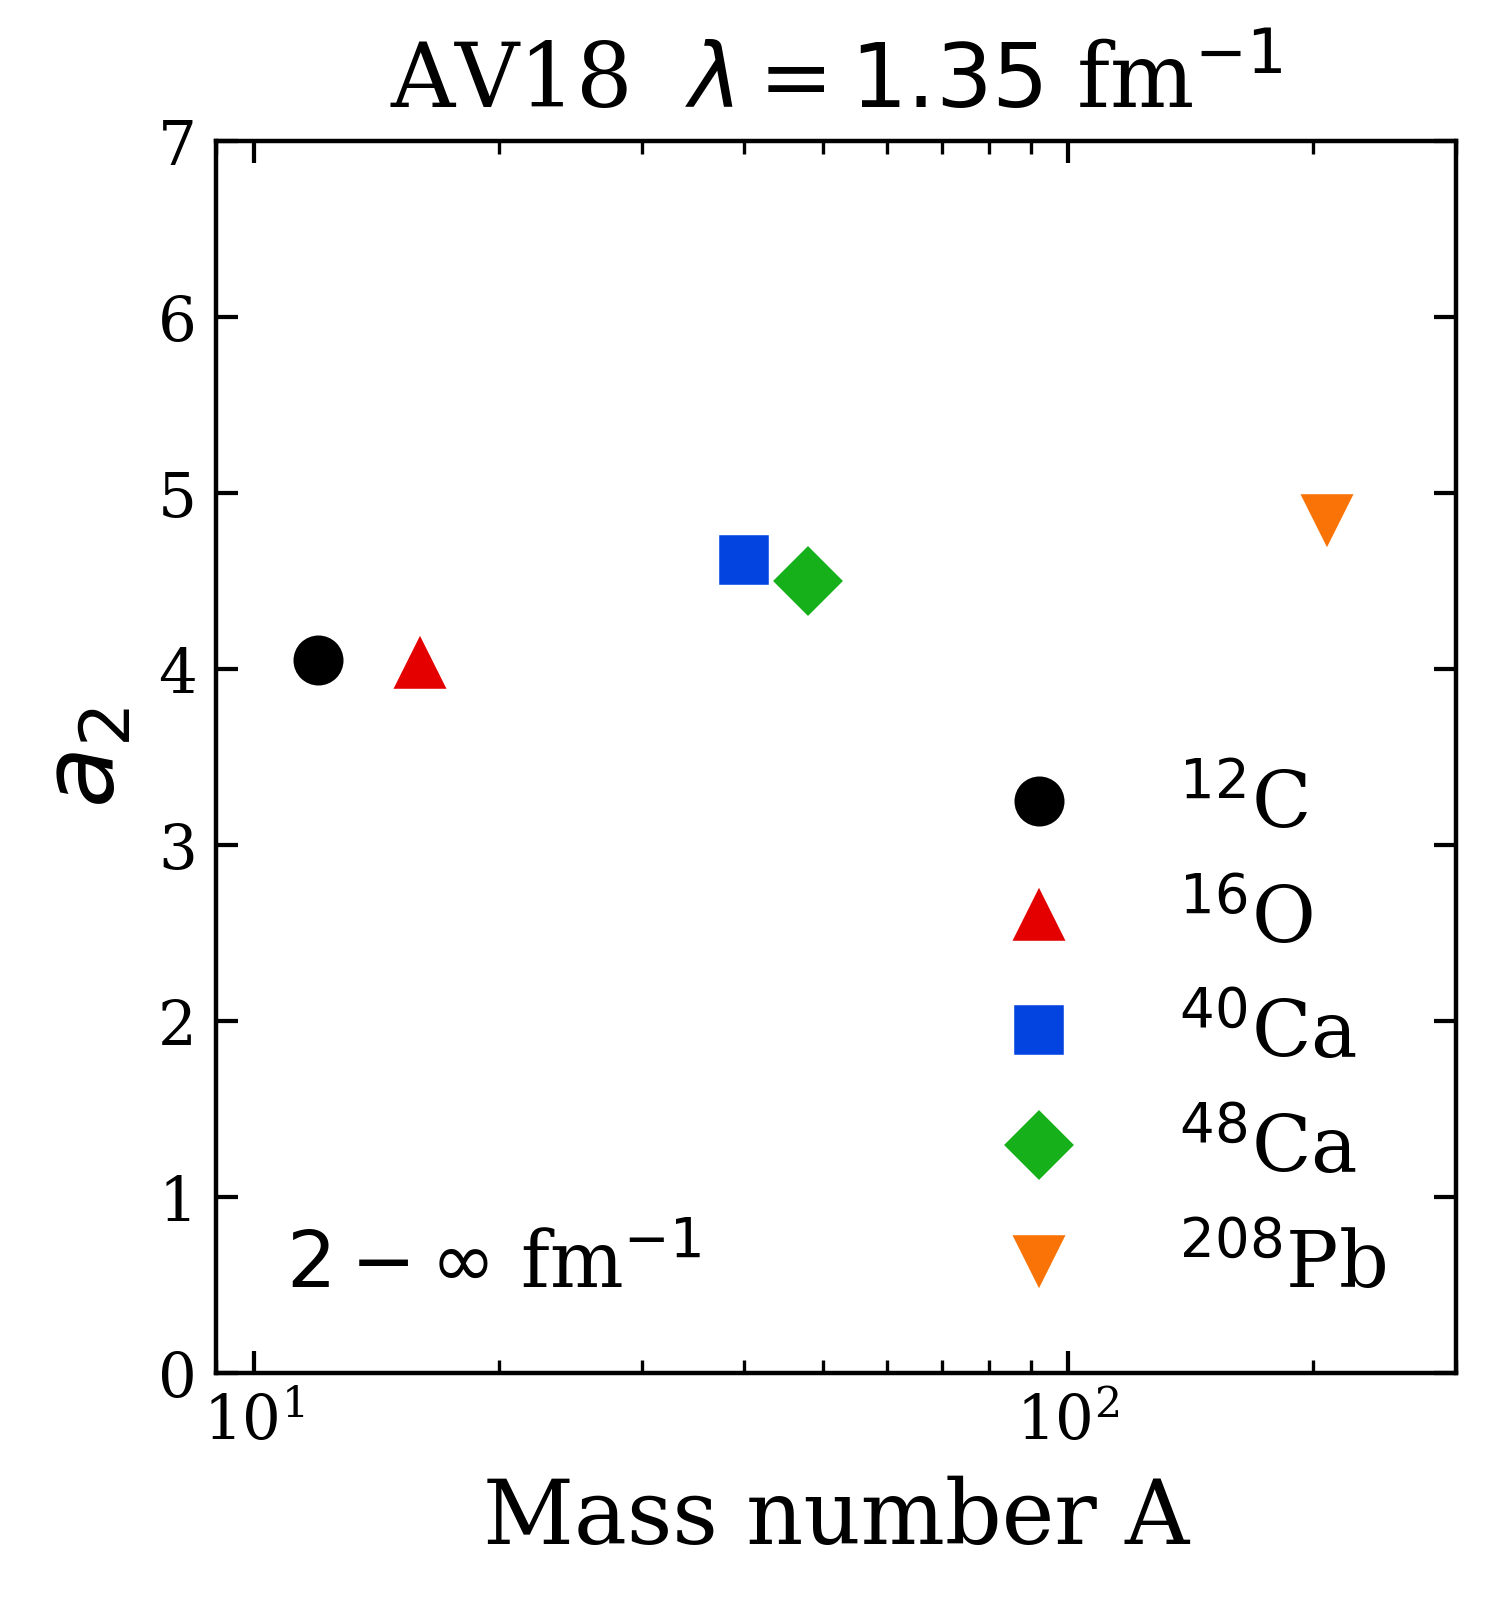 AV18 λ = 1.35 fm⁻¹
7
6
5
4
3
2
1
0
a₂
¹²C
¹⁶O
⁴⁰Ca
⁴⁸Ca
²⁰⁸Pb
2 − ∞ fm⁻¹
10¹ 10²
Mass number A